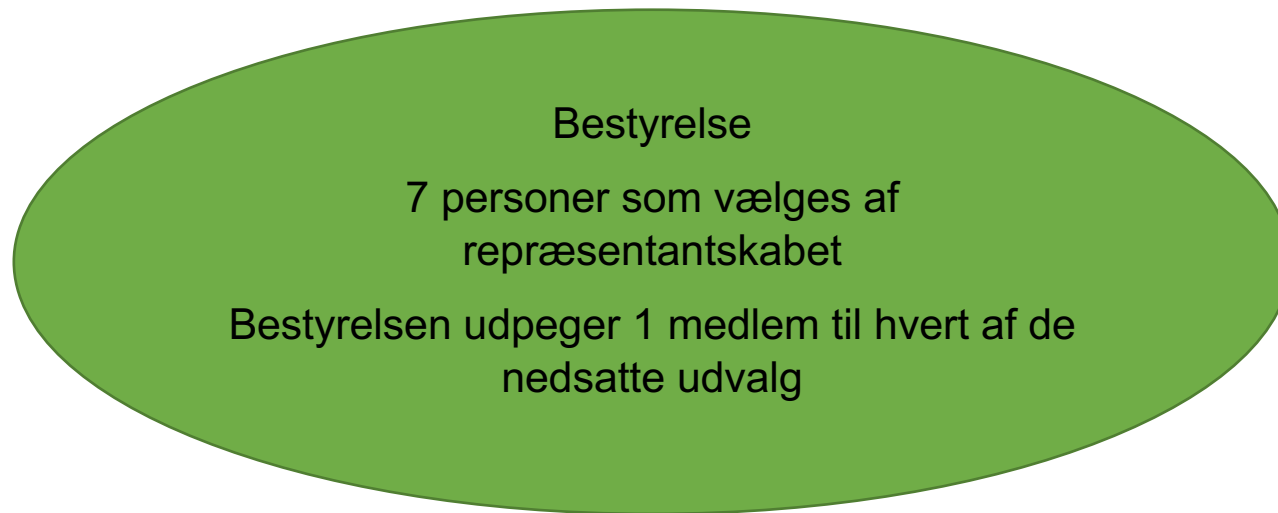 Bestyrelse
7 personer som vælges af
repræsentantskabet
Bestyrelsen udpeger 1 medlem til hvert af de
nedsatte udvalg